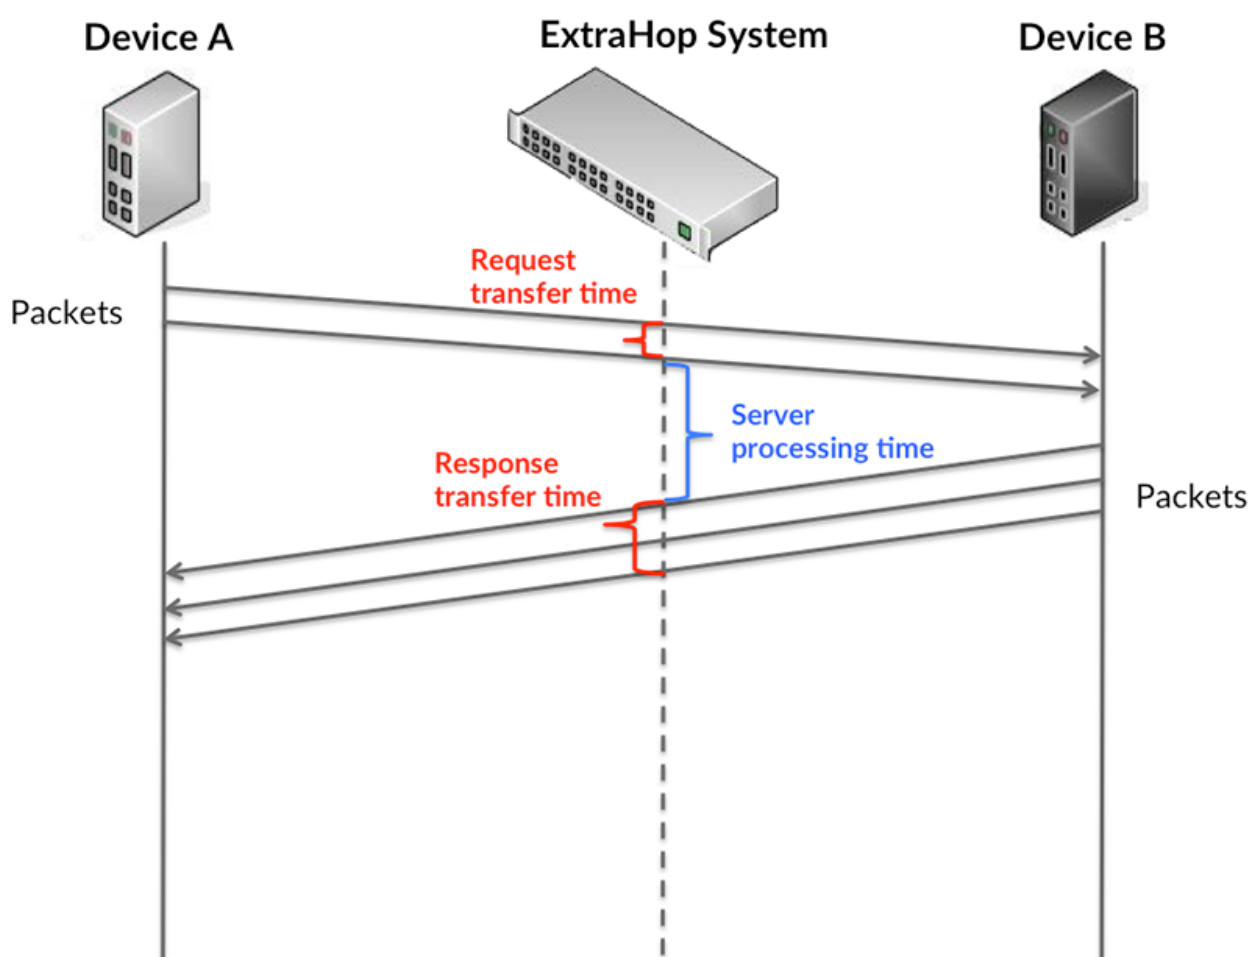 Device A
ExtraHop System
Device B
Request
transfer time
Packets
Server
processing time
Response
transfer time
Packets